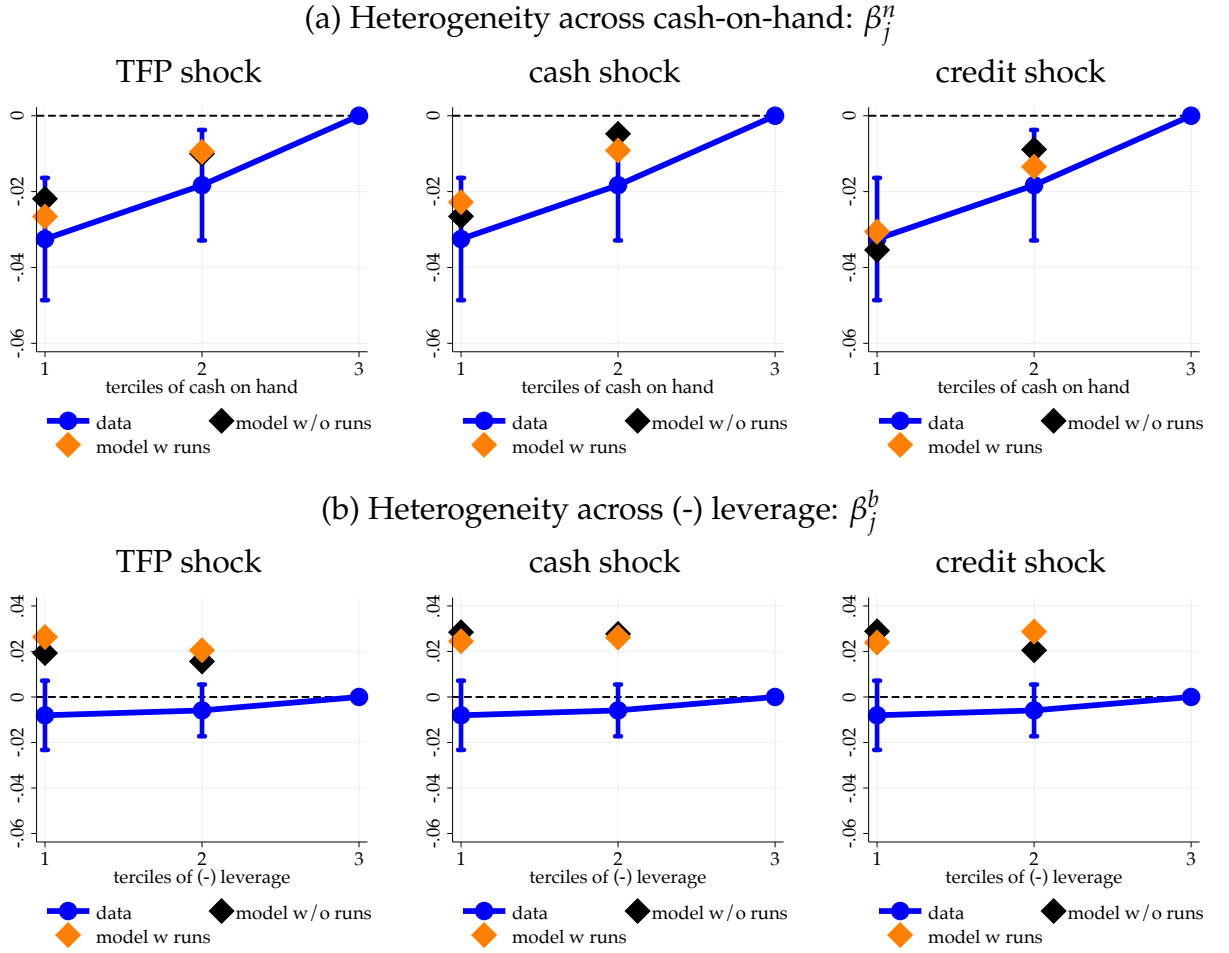 (a) Heterogeneity across cash-on-hand: β_j^n
TFP shock
0
-.02
-.04
-.06
1 2 3
terciles of cash on hand
data model w/o runs
model w runs
cash shock
0
-.02
-.04
-.06
1 2 3
terciles of cash on hand
data model w/o runs
model w runs
credit shock
0
-.02
-.04
-.06
1 2 3
terciles of cash on hand
data model w/o runs
model w runs
(b) Heterogeneity across (-) leverage: β_j^b
TFP shock
.04
.02
0
-.02
-.04
-.06
1 2 3
terciles of (-) leverage
data model w/o runs
model w runs
cash shock
.04
.02
0
-.02
-.04
-.06
1 2 3
terciles of (-) leverage
data model w/o runs
model w runs
credit shock
.04
.02
0
-.02
-.04
-.06
1 2 3
terciles of (-) leverage
data model w/o runs
model w runs